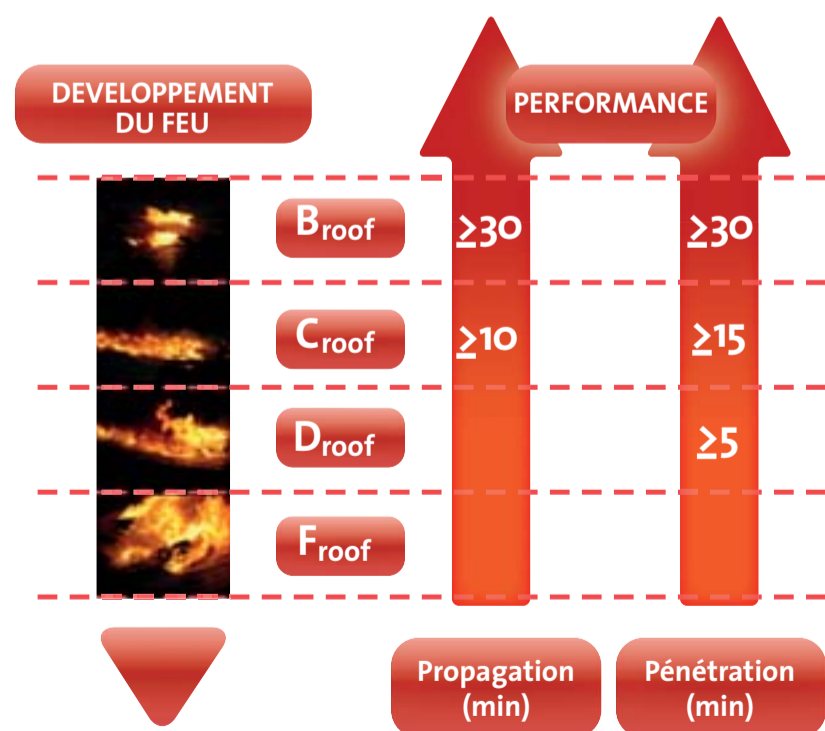 DEVELOPPEMENT
DU FEU
PERFORMANCE
Broof
≥30
≥30
Croof
≥10
≥15
Droof
≥5
Froof
Propagation
(min)
Pénétration
(min)